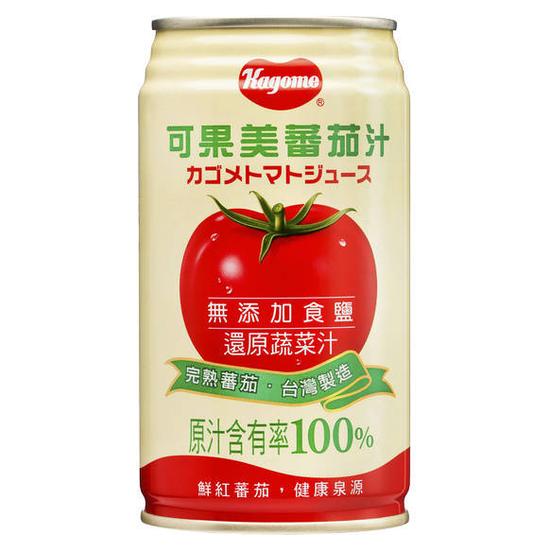 Kagome
®
可果美蕃茄汁
カゴメトマトジュース
無添加食鹽
還原蔬菜汁
完熟蕃茄・台灣製造
原汁含有率100%
鮮紅蕃茄，健康泉源